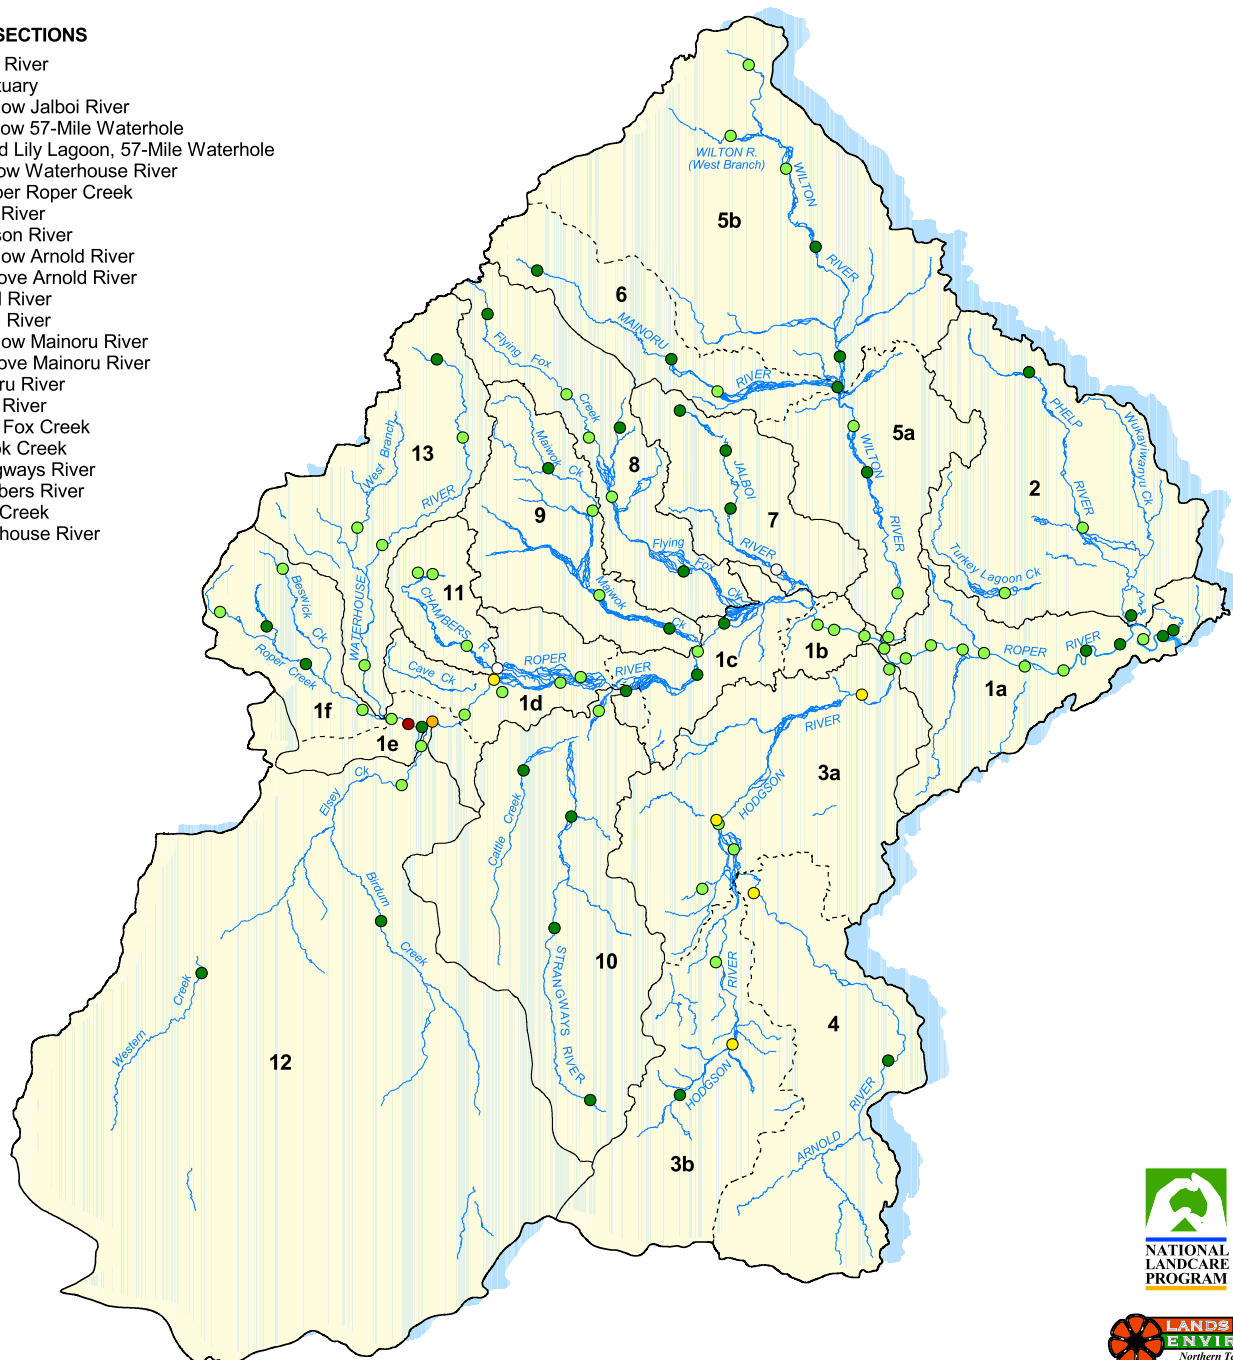 SECTIONS
River
tuary
ow Jalboi River
ow 57-Mile Waterhole
d Lily Lagoon, 57-Mile Waterhole
ow Waterhouse River
per Roper Creek
River
son River
ow Arnold River
ove Arnold River
d River
River
ow Mainoru River
ove Mainoru River
ru River
River
Fox Creek
ok Creek
gways River
bers River
Creek
house River
WILTON R.
(West Branch)
WILTON
5b
RIVER
6
MAINORU
RIVER
Flying Fox
Creek
13
West Branch
RIVER
Maiwok Ck
8
9
JALBOI
7
RIVER
5a
WILTON
RIVER
PHELP
Wukayiwanyu Ck
2
RIVER
Turkey Lagoon Ck
Flying
Fox
Ck
Maiwok
Ck
11
CHAMBERS
R
Beswick
Ck
WATERHOUSE
Roper Creek
Cave Ck
ROPER
RIVER
1c
1b
ROPER
RIVER
1a
1f
1d
1e
RIVER
3a
HODGSON
Elsey
Ck
Cattle Creek
Birdum
Creek
10
STRANGWAYS RIVER
RIVER
4
Western
Creek
12
HODGSON
RIVER
ARNOLD
3b
NATIONAL
LANDCARE
PROGRAM
LANDS
ENVIR
Northern Te